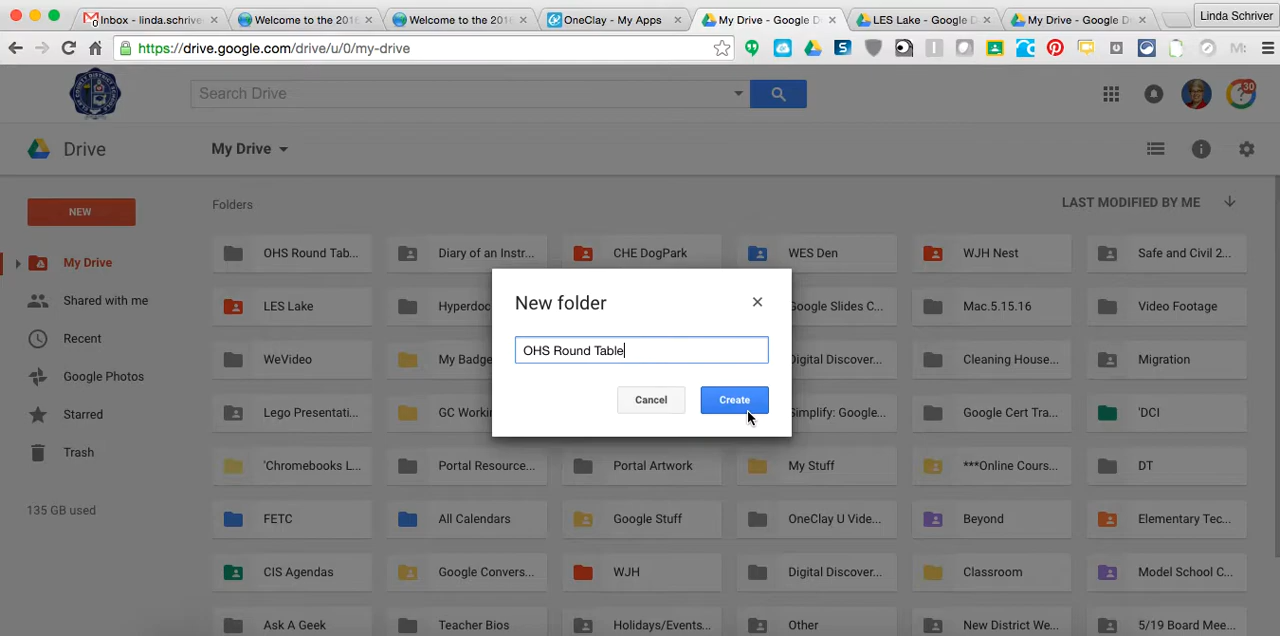 Inbox - linda.schrive
Welcome to the 2016
Welcome to the 2016
OneClay - My Apps
My Drive - Google D
LES Lake - Google D
My Drive - Google D
Linda Schriver
https://drive.google.com/drive/u/0/my-drive
M:
Search Drive
30
Drive
My Drive
NEW
Folders
LAST MODIFIED BY ME
My Drive
Shared with me
Recent
Google Photos
Starred
Trash
135 GB used
OHS Round Tab...
Diary of an Instr...
CHE DogPark
WES Den
WJH Nest
Safe and Civil 2...
LES Lake
Hyperdoc
Google Slides C...
Mac.5.15.16
Video Footage
WeVideo
My Badge
Digital Discover...
Cleaning House...
Migration
Lego Presentati...
GC Workin
Simplify: Google...
Google Cert Tra...
'DCI
'Chromebooks L...
Portal Resource...
Portal Artwork
My Stuff
***Online Cours...
DT
FETC
All Calendars
Google Stuff
OneClay U Vide...
Beyond
Elementary Tec...
CIS Agendas
Google Convers...
WJH
Digital Discover...
Classroom
Model School C...
Ask A Geek
Teacher Bios
Holidays/Events...
Other
New District We...
5/19 Board Mee...
New folder
OHS Round Table
Cancel
Create